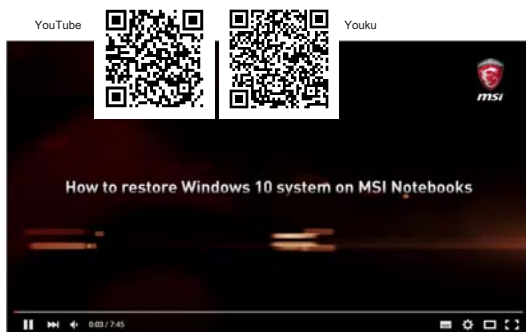 YouTube
Youku
msi
How to restore Windows 10 system on MSI Notebooks
0:03 / 7:45